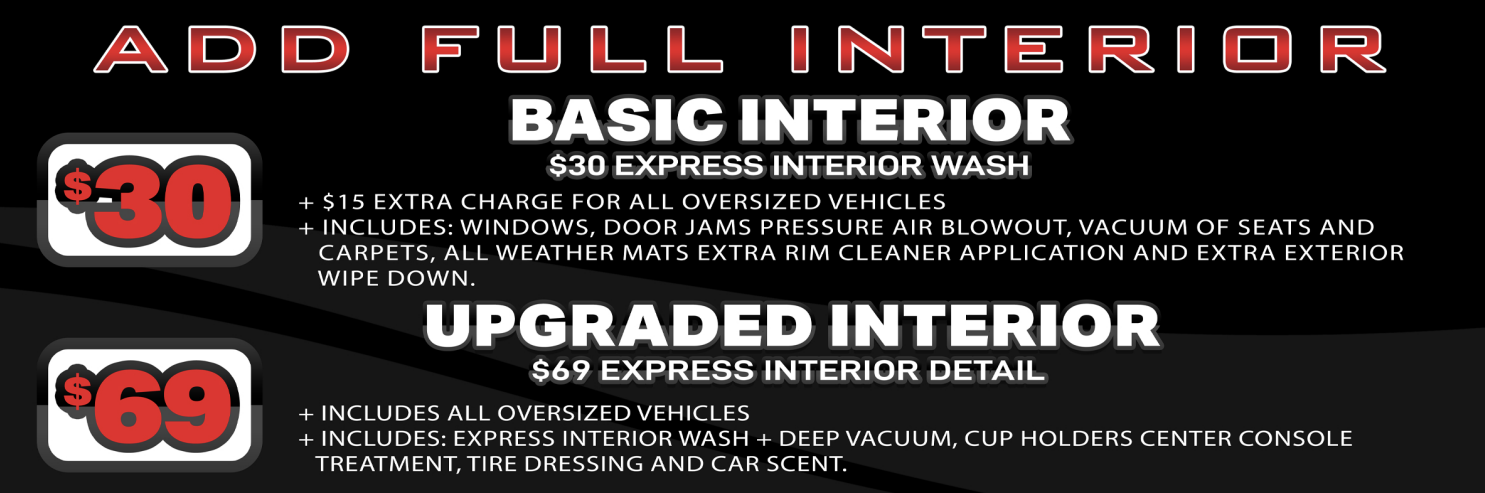 ADD FULL INTERIOR
BASIC INTERIOR
$30 EXPRESS INTERIOR WASH
$30
+ $15 EXTRA CHARGE FOR ALL OVERSIZED VEHICLES
+ INCLUDES: WINDOWS, DOOR JAMS PRESSURE AIR BLOWOUT, VACUUM OF SEATS AND
CARPETS, ALL WEATHER MATS EXTRA RIM CLEANER APPLICATION AND EXTRA EXTERIOR
WIPE DOWN.
UPGRADED INTERIOR
$69 EXPRESS INTERIOR DETAIL
$69
+ INCLUDES ALL OVERSIZED VEHICLES
+ INCLUDES: EXPRESS INTERIOR WASH + DEEP VACUUM, CUP HOLDERS CENTER CONSOLE
TREATMENT, TIRE DRESSING AND CAR SCENT.